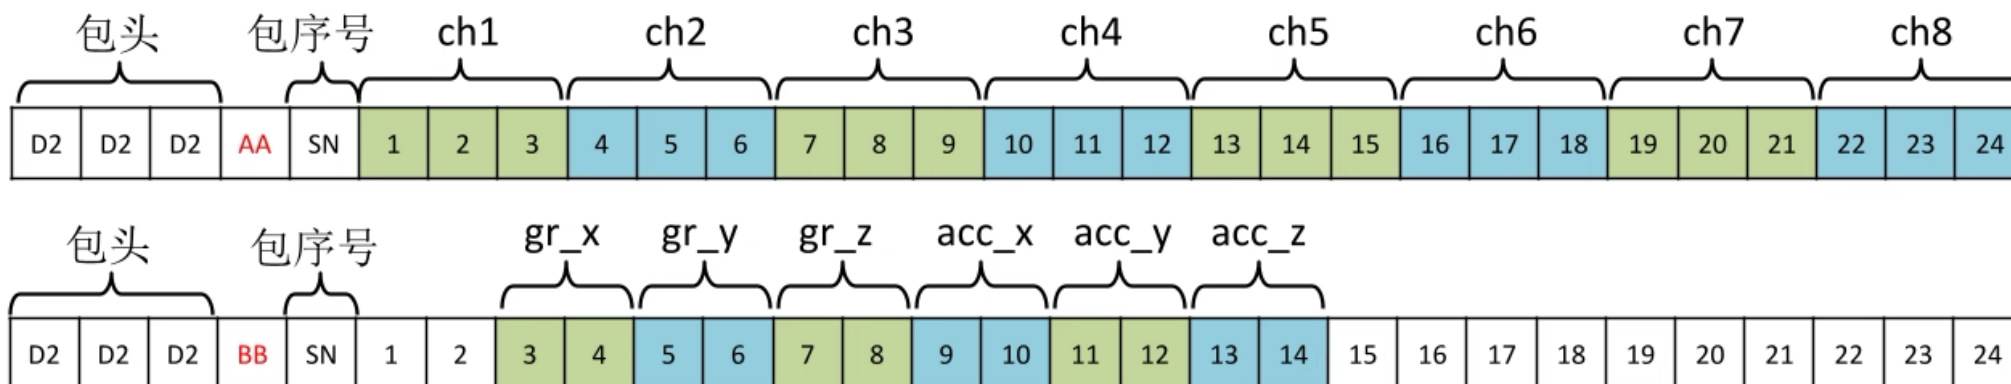 包头 包序号 ch1 ch2 ch3 ch4 ch5 ch6 ch7 ch8
D2 D2 D2 AA SN 1 2 3 4 5 6 7 8 9 10 11 12 13 14 15 16 17 18 19 20 21 22 23 24
包头 包序号 gr_x gr_y gr_z acc_x acc_y acc_z
D2 D2 D2 BB SN 1 2 3 4 5 6 7 8 9 10 11 12 13 14 15 16 17 18 19 20 21 22 23 24